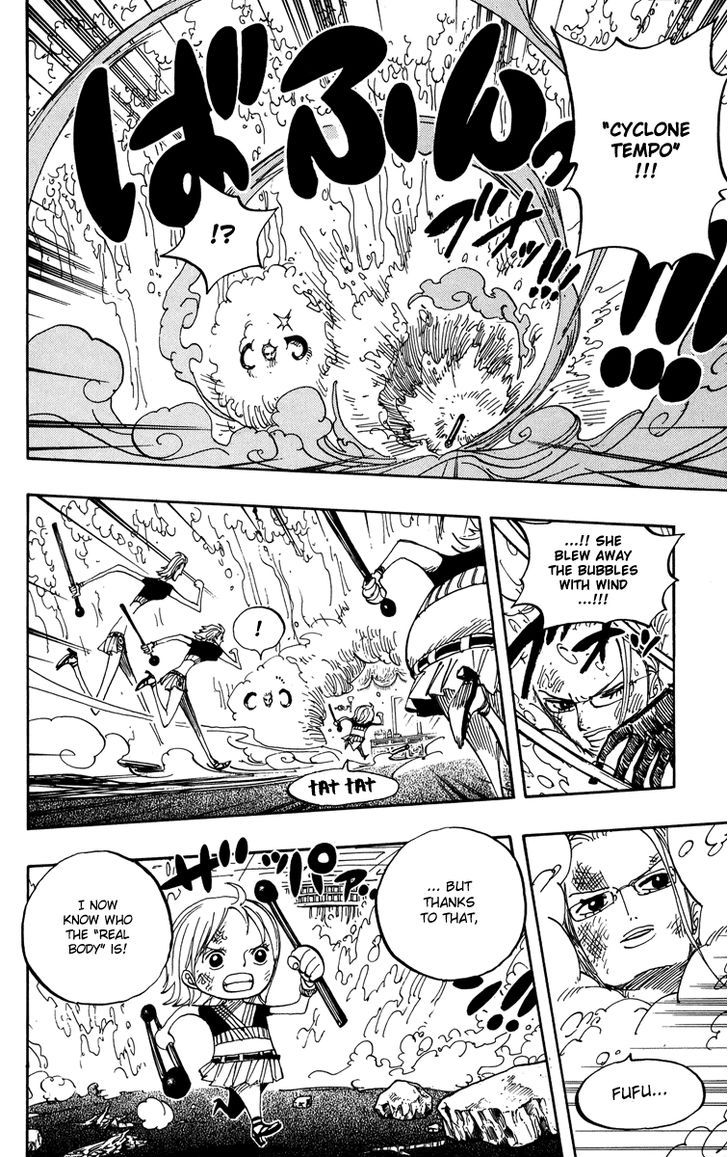 "CYCLONE
TEMPO"
!!!
ばふん
ブオオッ
!!!
!?
...!! SHE
BLEW AWAY
THE BUBBLES
WITH WIND
...!!!
!
TAT TAT
FUFU...
... BUT
THANKS
TO THAT,
I NOW
KNOW WHO
THE "REAL
BODY" IS!